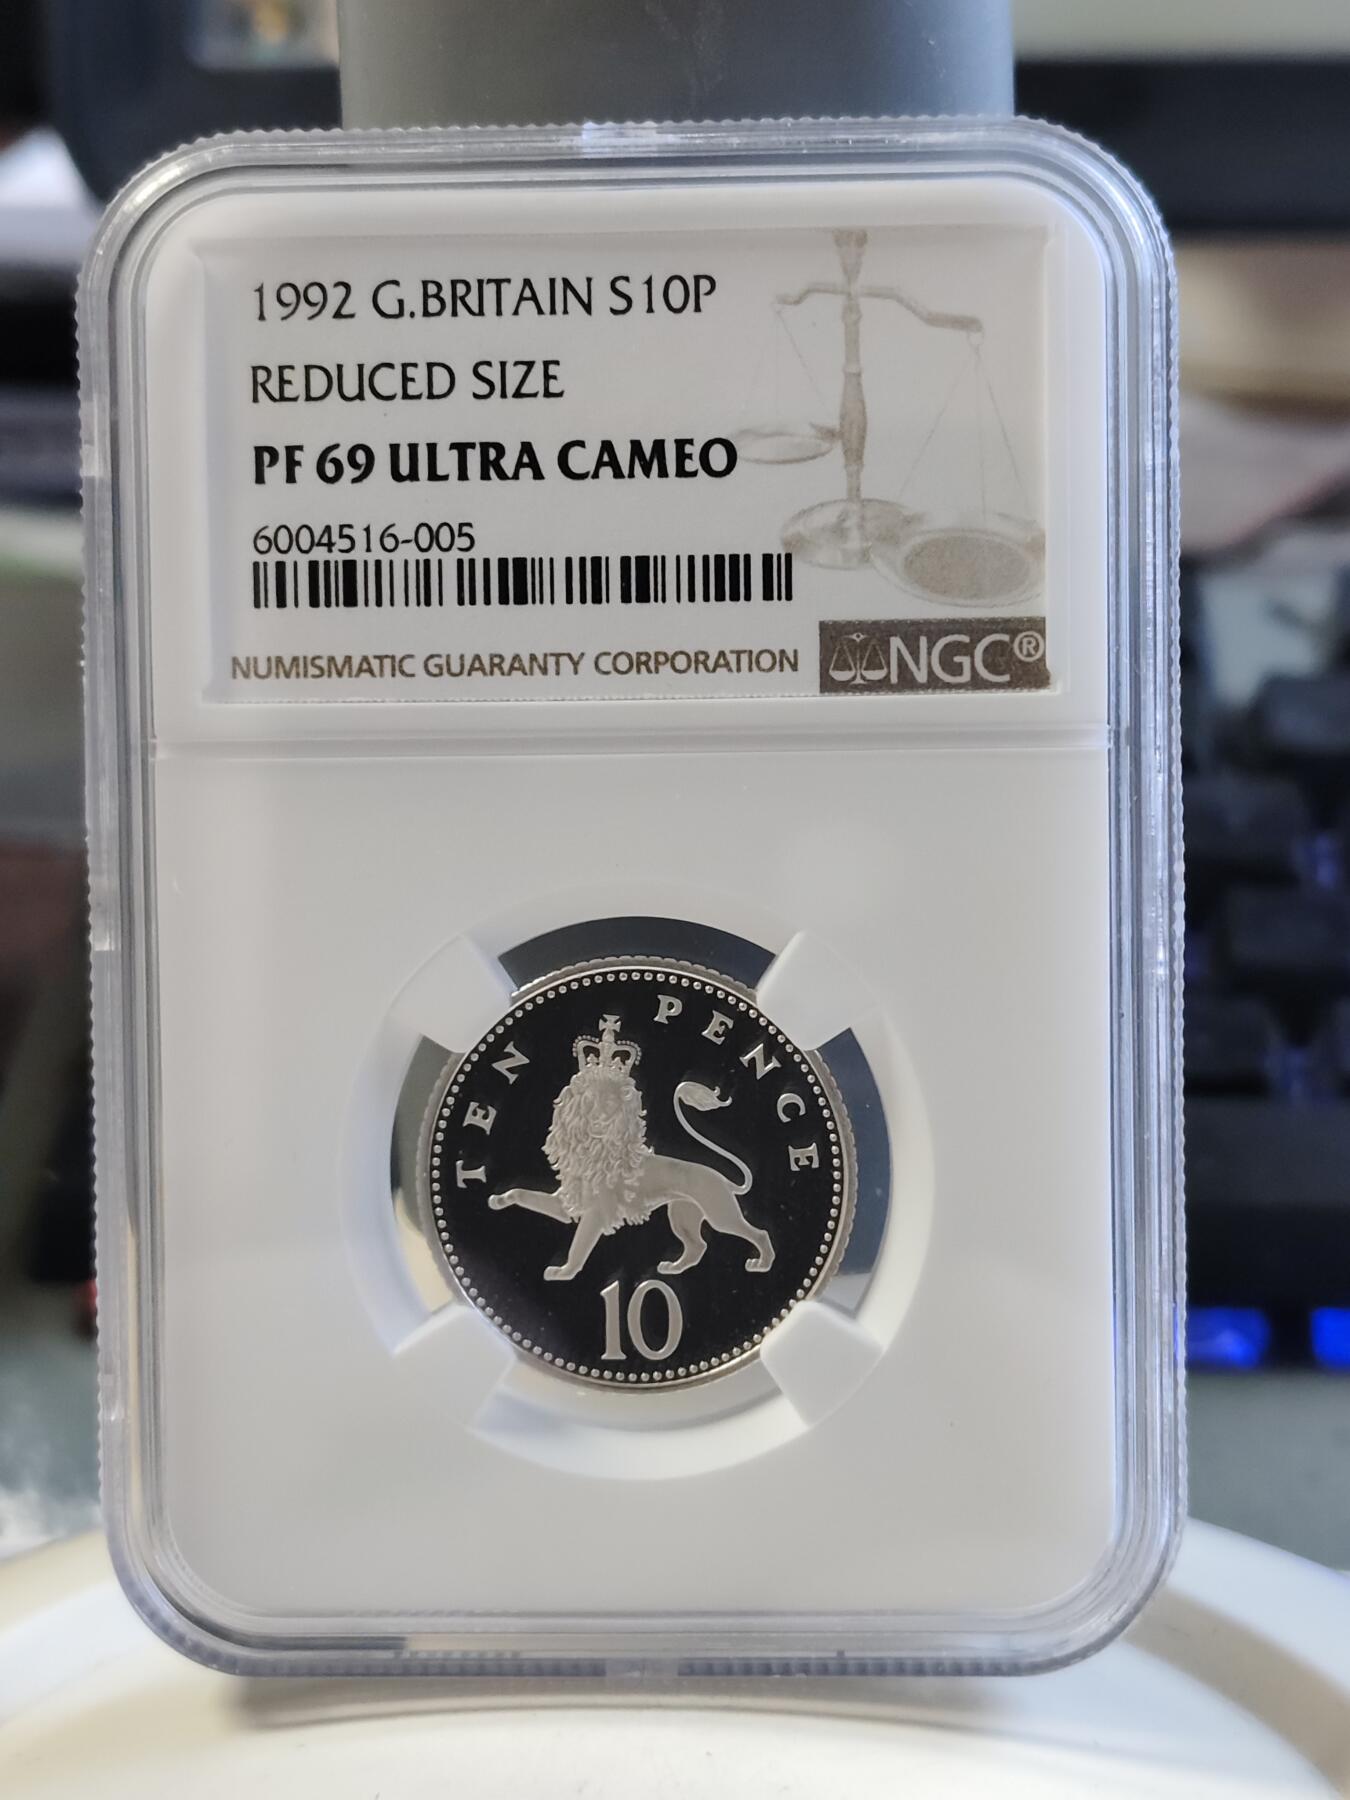 1992 G.BRITAIN S10P
REDUCED SIZE
PF 69 ULTRA CAMEO
6004516-005
NUMISMATIC GUARANTY CORPORATION
NGC®
TEN PENCE
10